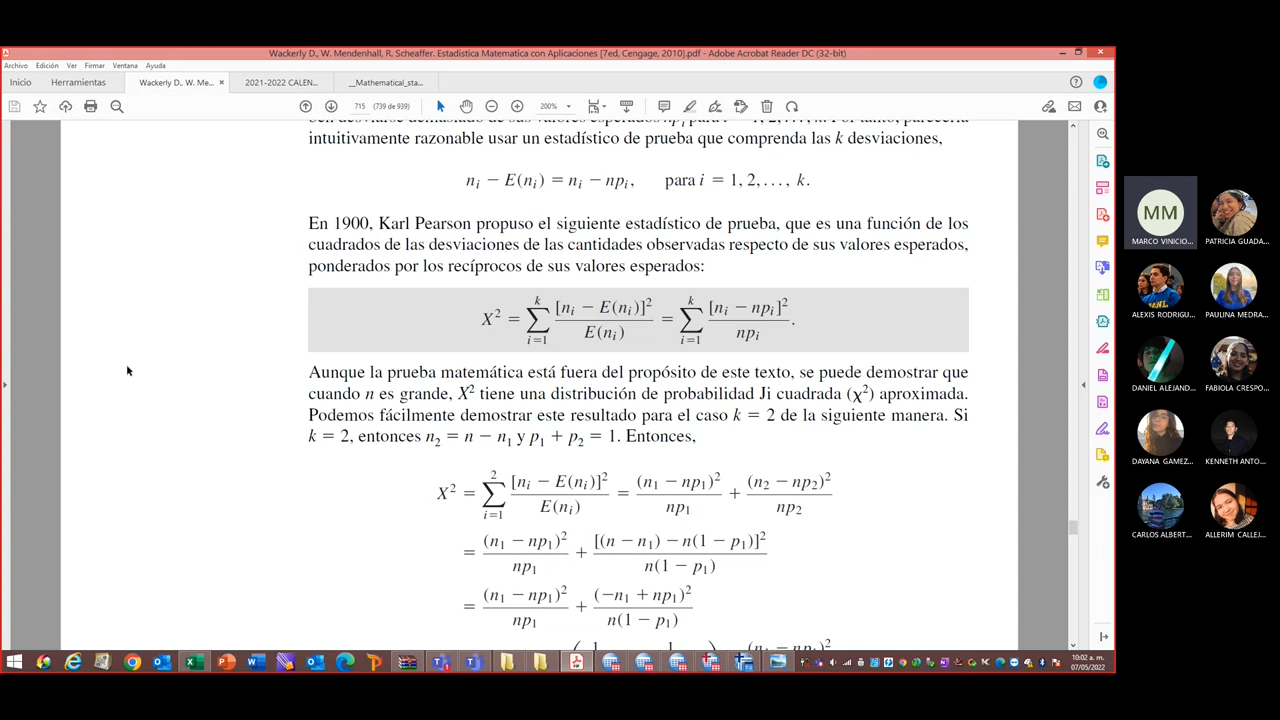 Wackerly D., W. Mendenhall, R. Scheaffer. Estadística Matematica con Aplicaciones [7ed, Cengage, 2010].pdf - Adobe Acrobat Reader DC (32-bit)
Archivo Edición Ver Firmar Ventana Ayuda
Inicio Herramientas Wackerly D., W. Me... × 2021-2022 CALEN... __Mathematical_sta...
715 (739 de 939) 200%
intuitivamente razonable usar un estadístico de prueba que comprenda las k desviaciones,
nᵢ − E(nᵢ) = nᵢ − npᵢ, para i = 1, 2, . . . , k.
En 1900, Karl Pearson propuso el siguiente estadístico de prueba, que es una función de los
cuadrados de las desviaciones de las cantidades observadas respecto de sus valores esperados,
ponderados por los recíprocos de sus valores esperados:
X² = ∑ᵢ₌₁ᵏ [nᵢ − E(nᵢ)]² / E(nᵢ) = ∑ᵢ₌₁ᵏ [nᵢ − npᵢ]² / npᵢ.
Aunque la prueba matemática está fuera del propósito de este texto, se puede demostrar que
cuando n es grande, X² tiene una distribución de probabilidad Ji cuadrada (χ²) aproximada.
Podemos fácilmente demostrar este resultado para el caso k = 2 de la siguiente manera. Si
k = 2, entonces n₂ = n − n₁ y p₁ + p₂ = 1. Entonces,
X² = ∑ᵢ₌₁² [nᵢ − E(nᵢ)]² / E(nᵢ) = (n₁ − np₁)² / np₁ + (n₂ − np₂)² / np₂
= (n₁ − np₁)² / np₁ + [(n − n₁) − n(1 − p₁)]² / n(1 − p₁)
= (n₁ − np₁)² / np₁ + (−n₁ + np₁)² / n(1 − p₁)
MM
MARCO VINICIO...
PATRICIA GUADA...
ALEXIS RODRIGU...
PAULINA MEDRA...
DANIEL ALEJAND...
FABIOLA CRESPO...
DAYANA GAMEZ...
KENNETH ANTO...
CARLOS ALBERT...
ALLERIM CALLEJ...
10:02 a. m.
07/05/2022